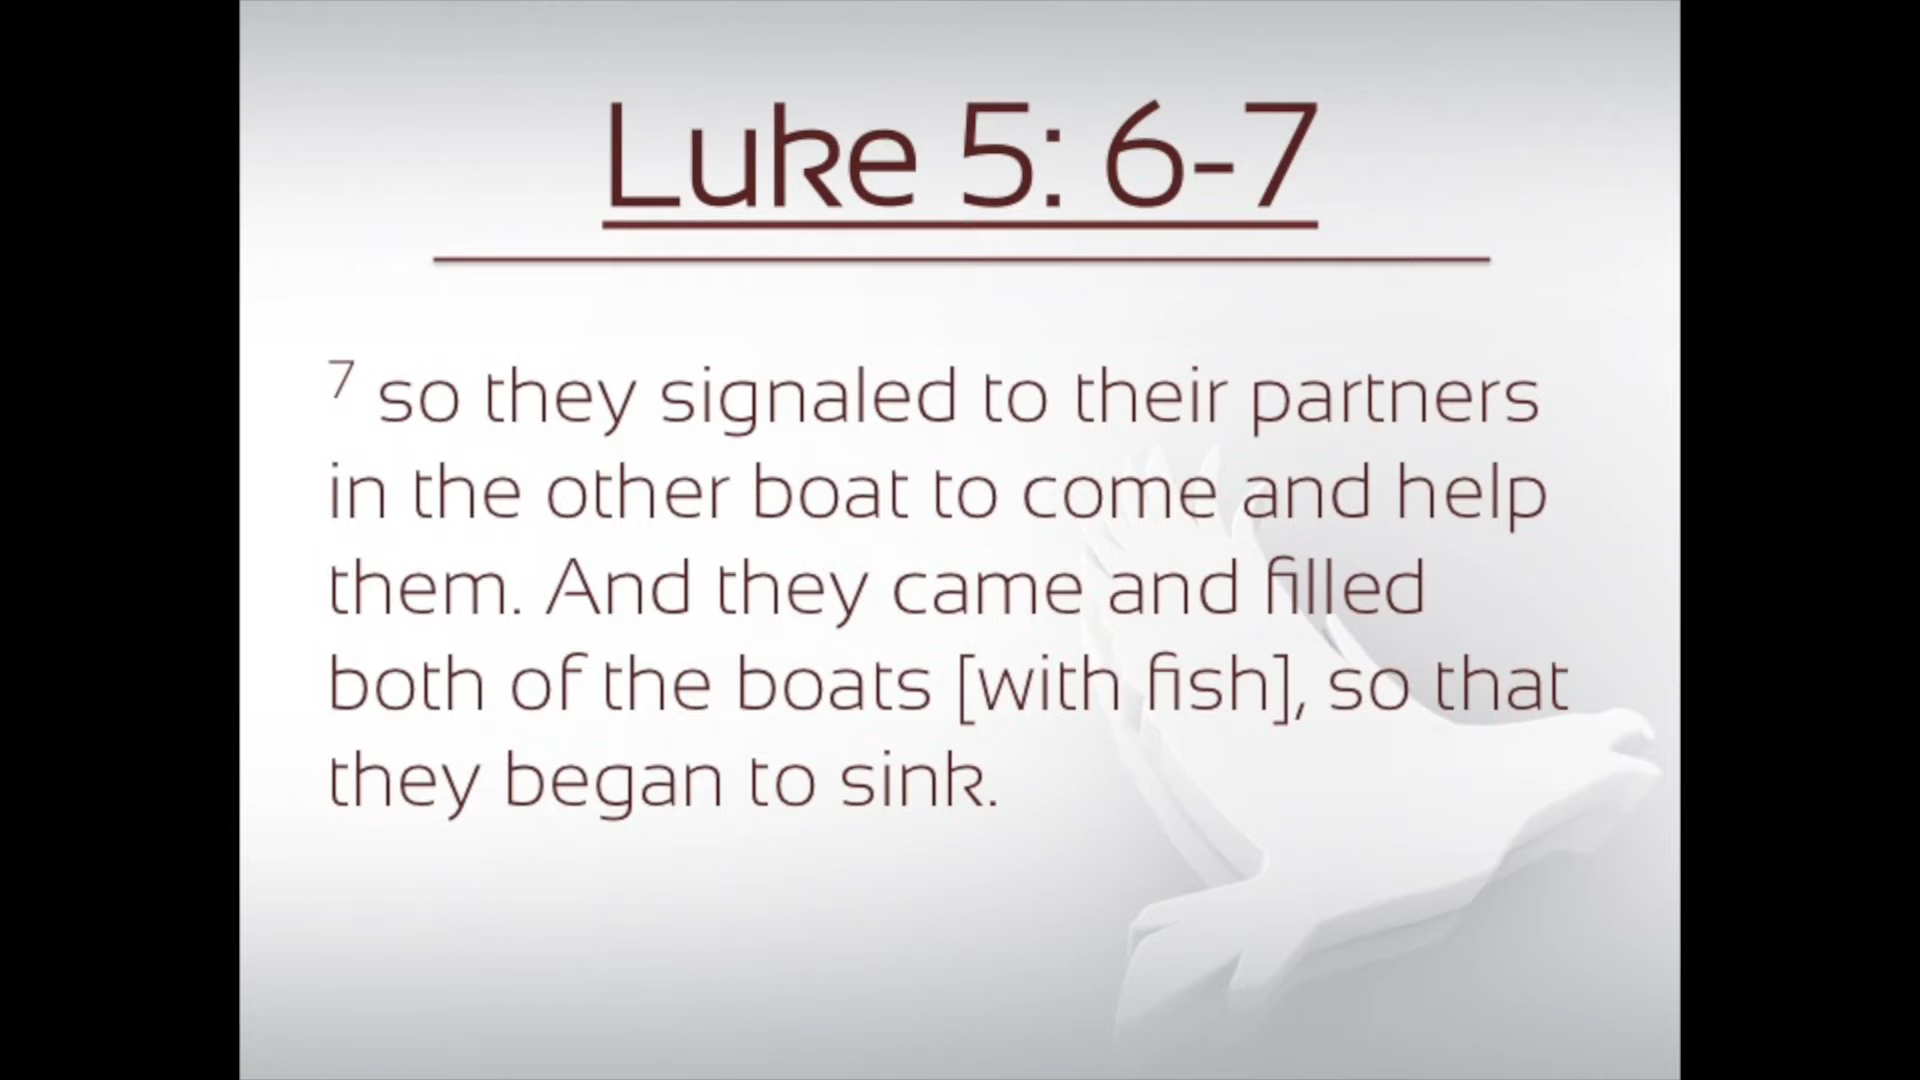 Luke 5: 6-7
7 so they signaled to their partners
in the other boat to come and help
them. And they came and filled
both of the boats [with fish], so that
they began to sink.